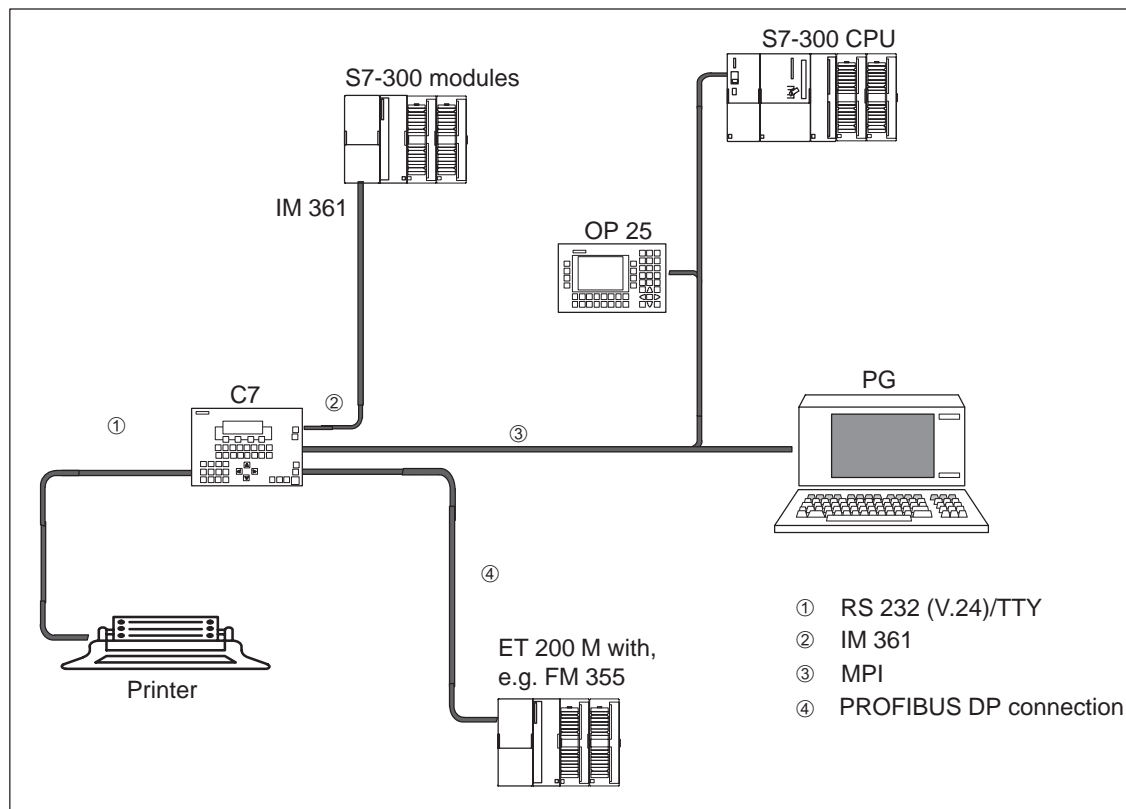 S7-300 CPU
S7-300 modules
IM 361
OP 25
C7
PG
①
②
③
④
ET 200 M with,
e.g. FM 355
Printer
① RS 232 (V.24)/TTY
② IM 361
③ MPI
④ PROFIBUS DP connection